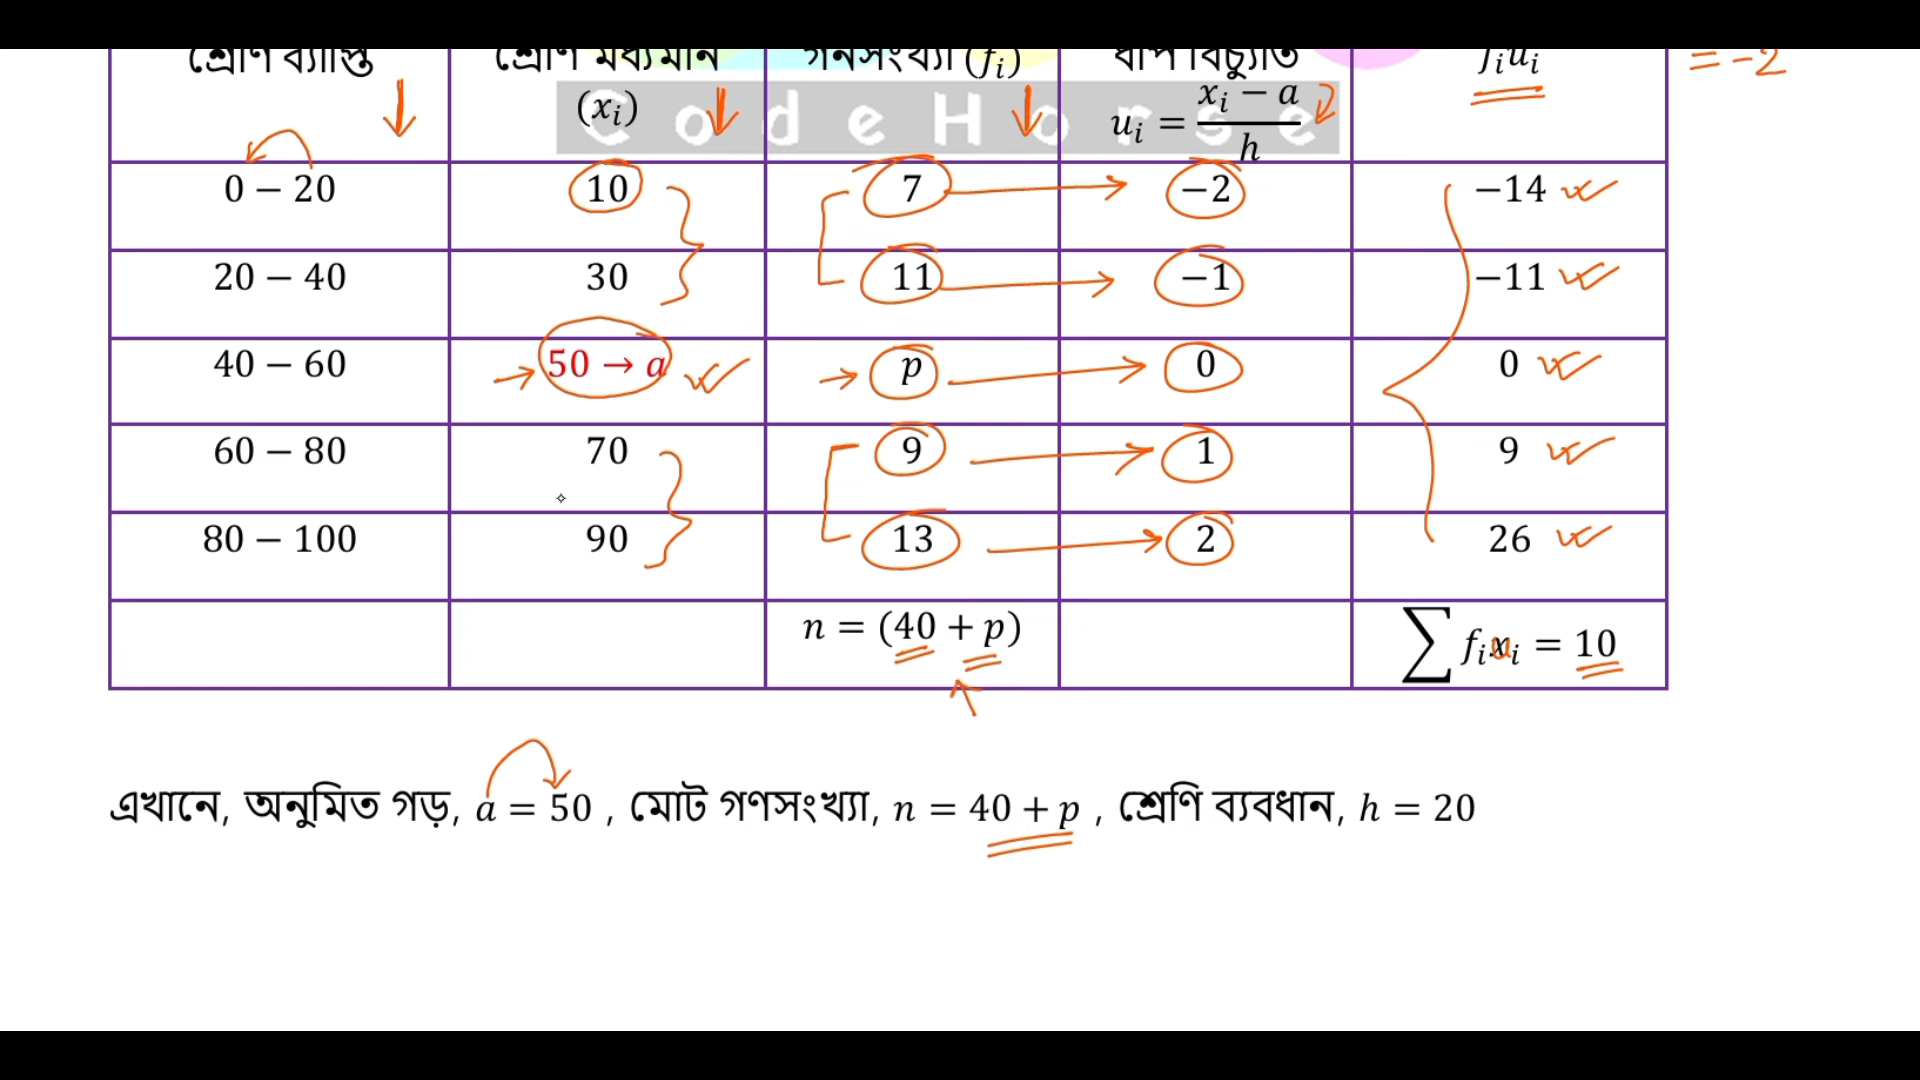 শ্রেণি ব্যাপ্তি শ্রেণি মধ্যমান গনসংখ্যা (fᵢ) ধাপ বিচ্যুতি fᵢuᵢ = -2
(xᵢ) uᵢ = (xᵢ − a)/h
CodeHorse
0 − 20 10 7 −2 −14
20 − 40 30 11 −1 −11
40 − 60 50 → a p 0 0
60 − 80 70 9 1 9
80 − 100 90 13 2 26
n = (40 + p) ∑ fᵢxᵢ = 10
u
এখানে, অনুমিত গড়, a = 50 , মোট গণসংখ্যা, n = 40 + p , শ্রেণি ব্যবধান, h = 20